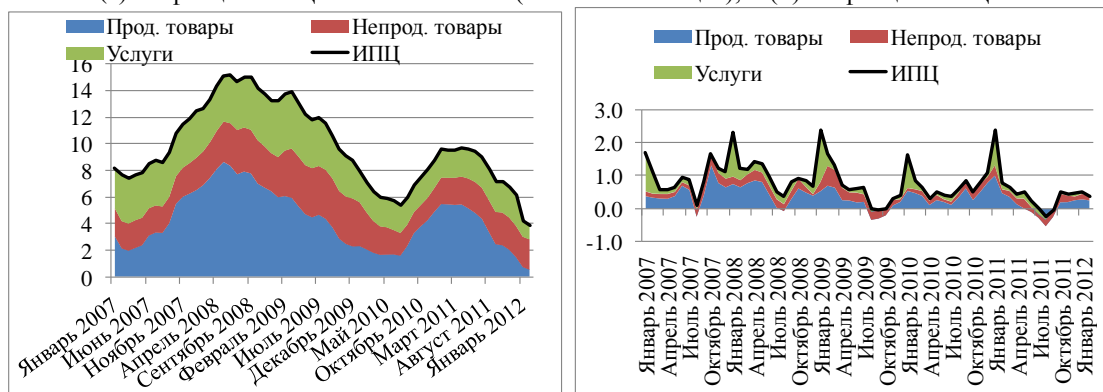 Прод. товары Непрод. товары
Услуги ИПЦ
16
14
12
10
8
6
4
2
0
Январь 2007
Июнь 2007
Ноябрь 2007
Апрель 2008
Сентябрь 2008
Февраль 2009
Июль 2009
Декабрь 2009
Май 2010
Октябрь 2010
Март 2011
Август 2011
Январь 2012
Прод. товары Непрод. товары
Услуги ИПЦ
3.0
2.0
1.0
0.0
-1.0
Январь 2007
Апрель 2007
Июль 2007
Октябрь 2007
Январь 2008
Апрель 2008
Июль 2008
Октябрь 2008
Январь 2009
Апрель 2009
Июль 2009
Октябрь 2009
Январь 2010
Апрель 2010
Июль 2010
Октябрь 2010
Январь 2011
Апрель 2011
Июль 2011
Октябрь 2011
Январь 2012